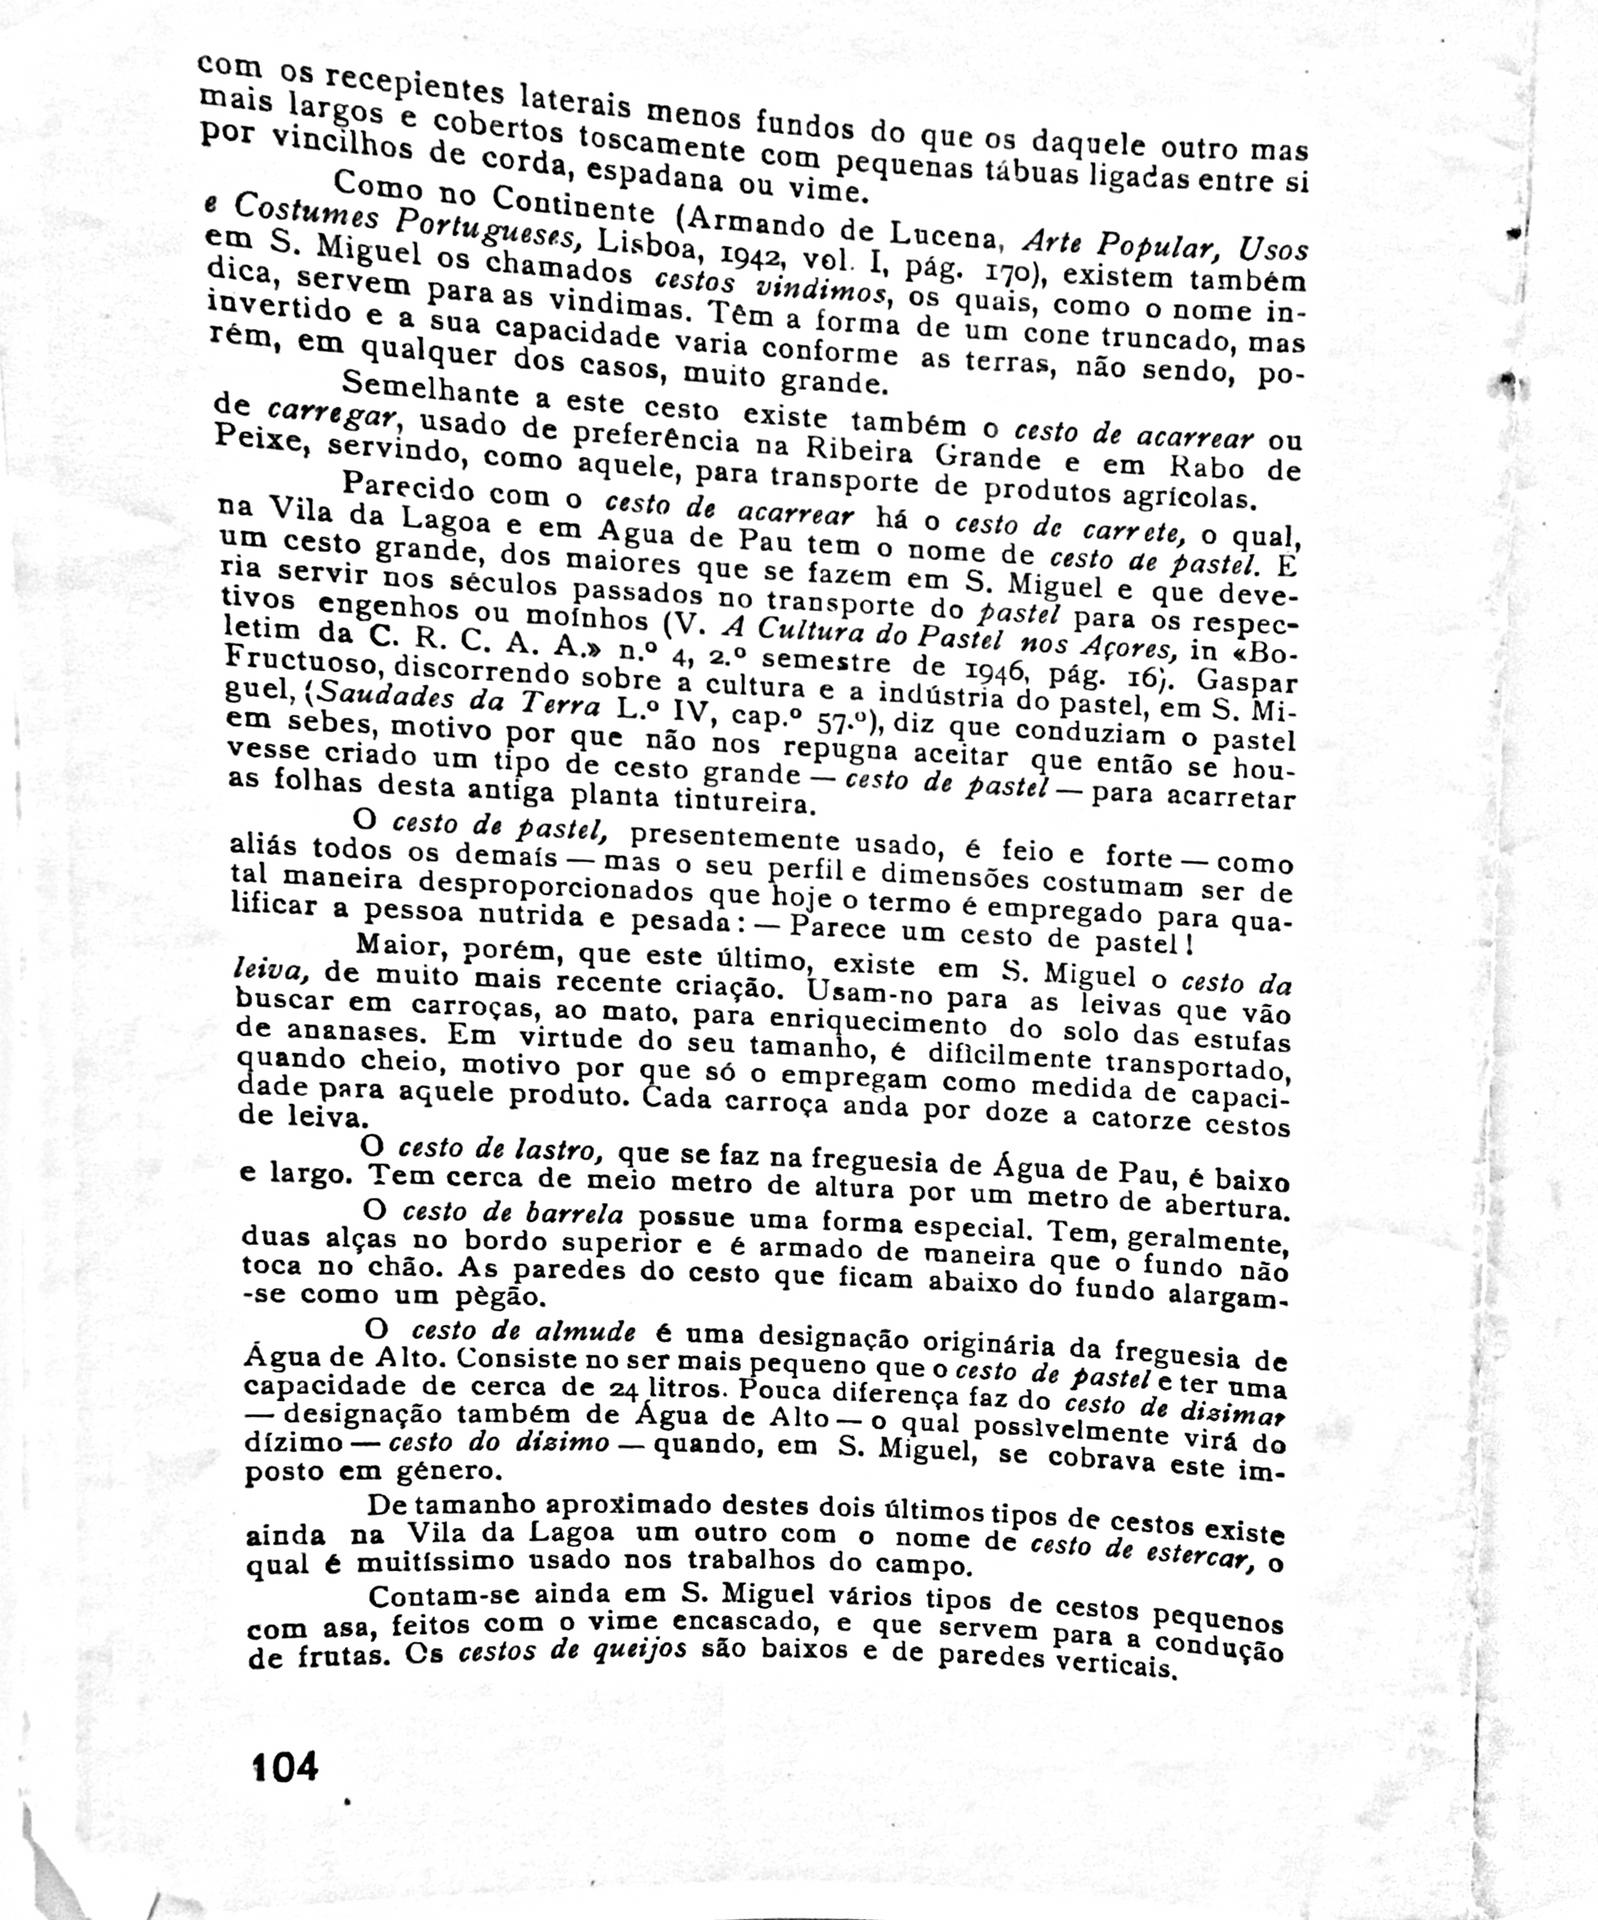 com os recepientes laterais menos fundos do que os daquele outro mas
mais largos e cobertos toscamente com pequenas tábuas ligadas entre si
por vincilhos de corda, espadana ou vime.
Como no Continente (Armando de Lucena, Arte Popular, Usos
e Costumes Portugueses, Lisboa, 1942, vol. I, pág. 170), existem também
em S. Miguel os chamados cestos vindimos, os quais, como o nome in-
dica, servem para as vindimas. Têm a forma de um cone truncado, mas
invertido e a sua capacidade varia conforme as terras, não sendo, po-
rém, em qualquer dos casos, muito grande.
Semelhante a este cesto existe também o cesto de acarrear ou
de carregar, usado de preferência na Ribeira Grande e em Rabo de
Peixe, servindo, como aquele, para transporte de produtos agrícolas.
Parecido com o cesto de acarrear há o cesto de carrete, o qual,
na Vila da Lagoa e em Agua de Pau tem o nome de cesto de pastel. É
um cesto grande, dos maiores que se fazem em S. Miguel e que deve-
ria servir nos séculos passados no transporte do pastel para os respec-
tivos engenhos ou moínhos (V. A Cultura do Pastel nos Açores, in «Bo-
letim da C. R. C. A. A.» n.º 4, 2.º semestre de 1946, pág. 16). Gaspar
Fructuoso, discorrendo sobre a cultura e a indústria do pastel, em S. Mi-
guel, (Saudades da Terra L.º IV, cap.º 57.º), diz que conduziam o pastel
em sebes, motivo por que não nos repugna aceitar que então se hou-
vesse criado um tipo de cesto grande — cesto de pastel — para acarretar
as folhas desta antiga planta tintureira.
O cesto de pastel, presentemente usado, é feio e forte — como
aliás todos os demaís — mas o seu perfil e dimensões costumam ser de
tal maneira desproporcionados que hoje o termo é empregado para qua-
lificar a pessoa nutrida e pesada: — Parece um cesto de pastel!
Maior, porém, que este último, existe em S. Miguel o cesto da
leiva, de muito mais recente criação. Usam-no para as leivas que vão
buscar em carroças, ao mato, para enriquecimento do solo das estufas
de ananases. Em virtude do seu tamanho, é dificilmente transportado,
quando cheio, motivo por que só o empregam como medida de capaci-
dade para aquele produto. Cada carroça anda por doze a catorze cestos
de leiva.
O cesto de lastro, que se faz na freguesia de Água de Pau, é baixo
e largo. Tem cerca de meio metro de altura por um metro de abertura.
O cesto de barrela possue uma forma especial. Tem, geralmente,
duas alças no bordo superior e é armado de maneira que o fundo não
toca no chão. As paredes do cesto que ficam abaixo do fundo alargam-
-se como um pègão.
O cesto de almude é uma designação originária da freguesia de
Água de Alto. Consiste no ser mais pequeno que o cesto de pastel e ter uma
capacidade de cerca de 24 litros. Pouca diferença faz do cesto de dizimar
— designação também de Água de Alto — o qual possìvelmente virá do
dízimo — cesto do dizimo — quando, em S. Miguel, se cobrava este im-
posto em género.
De tamanho aproximado destes dois últimos tipos de cestos existe
ainda na Vila da Lagoa um outro com o nome de cesto de estercar, o
qual é muitíssimo usado nos trabalhos do campo.
Contam-se ainda em S. Miguel vários tipos de cestos pequenos
com asa, feitos com o vime encascado, e que servem para a condução
de frutas. Os cestos de queijos são baixos e de paredes verticais.
104